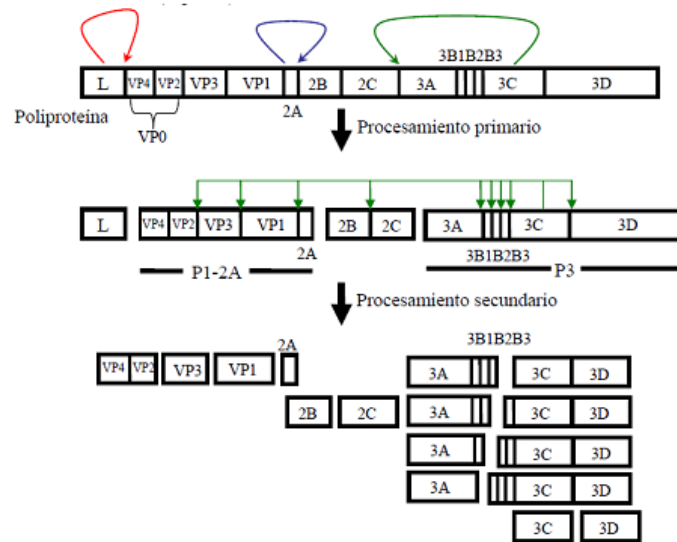 3B1B2B3
L VP4 VP2 VP3 VP1 2B 2C 3A 3C 3D
2A
Poliproteína
VP0
Procesamiento primario
L VP4 VP2 VP3 VP1 2B 2C 3A 3C 3D
2A
3B1B2B3
P1-2A
P3
Procesamiento secundario
2A
3B1B2B3
VP4 VP2 VP3 VP1
3A 3C 3D
2B 2C
3A 3C 3D
3A 3C 3D
3A 3C 3D
3C 3D